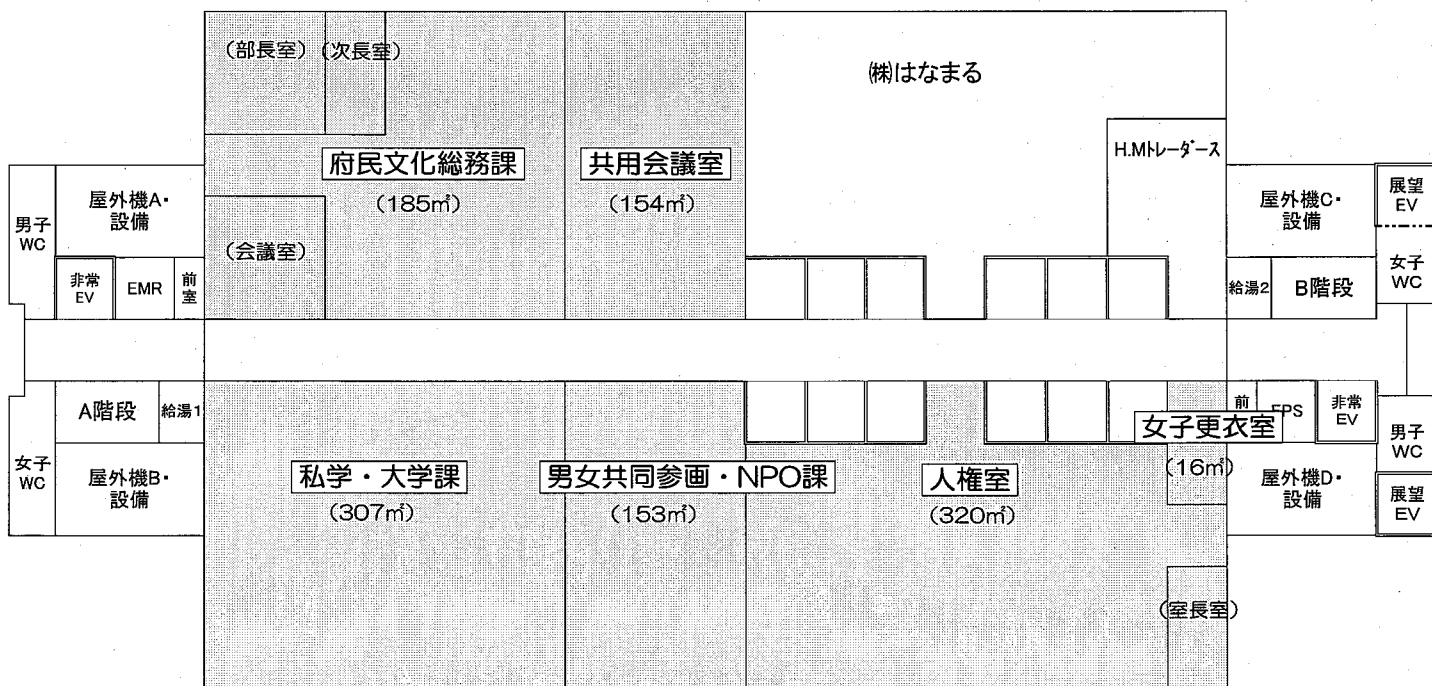 (部長室)
(次長室)
㈱はなまる
H.Mトレーダース
府民文化総務課
(185㎡)
共用会議室
(154㎡)
(会議室)
男子
WC
屋外機A・
設備
非常
EV
EMR
前
室
屋外機C・
設備
展望
EV
給湯2
B階段
女子
WC
A階段
給湯1
女子
WC
屋外機B・
設備
私学・大学課
(307㎡)
男女共同参画・NPO課
(153㎡)
人権室
(320㎡)
女子更衣室
(16㎡)
(室長室)
前
EPS
非常
EV
男子
WC
屋外機D・
設備
展望
EV